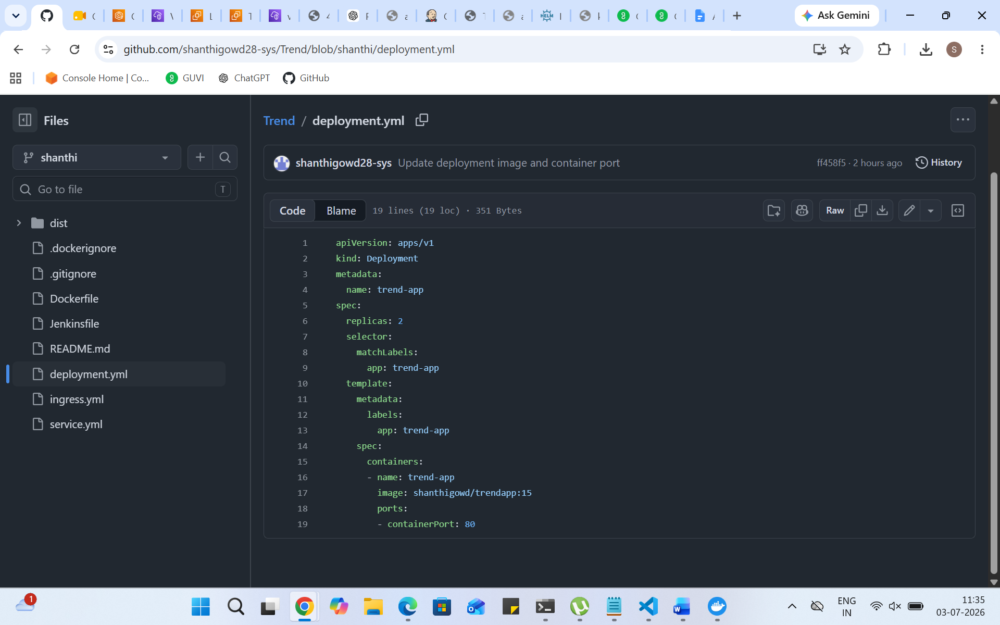 Ask Gemini
github.com/shanthigowd28-sys/Trend/blob/shanthi/deployment.yml
S
Console Home | Co...
GUVI
ChatGPT
GitHub
Files
Trend / deployment.yml
shanthi
shanthigowd28-sys Update deployment image and container port
ff458f5 · 2 hours ago
History
Go to file
T
Code
Blame
19 lines (19 loc) · 351 Bytes
Raw
dist
.dockerignore
.gitignore
Dockerfile
Jenkinsfile
README.md
deployment.yml
ingress.yml
service.yml
1 apiVersion: apps/v1
2 kind: Deployment
3 metadata:
4 name: trend-app
5 spec:
6 replicas: 2
7 selector:
8 matchLabels:
9 app: trend-app
10 template:
11 metadata:
12 labels:
13 app: trend-app
14 spec:
15 containers:
16 - name: trend-app
17 image: shanthigowd/trendapp:15
18 ports:
19 - containerPort: 80
1
ENG
IN
11:35
03-07-2026